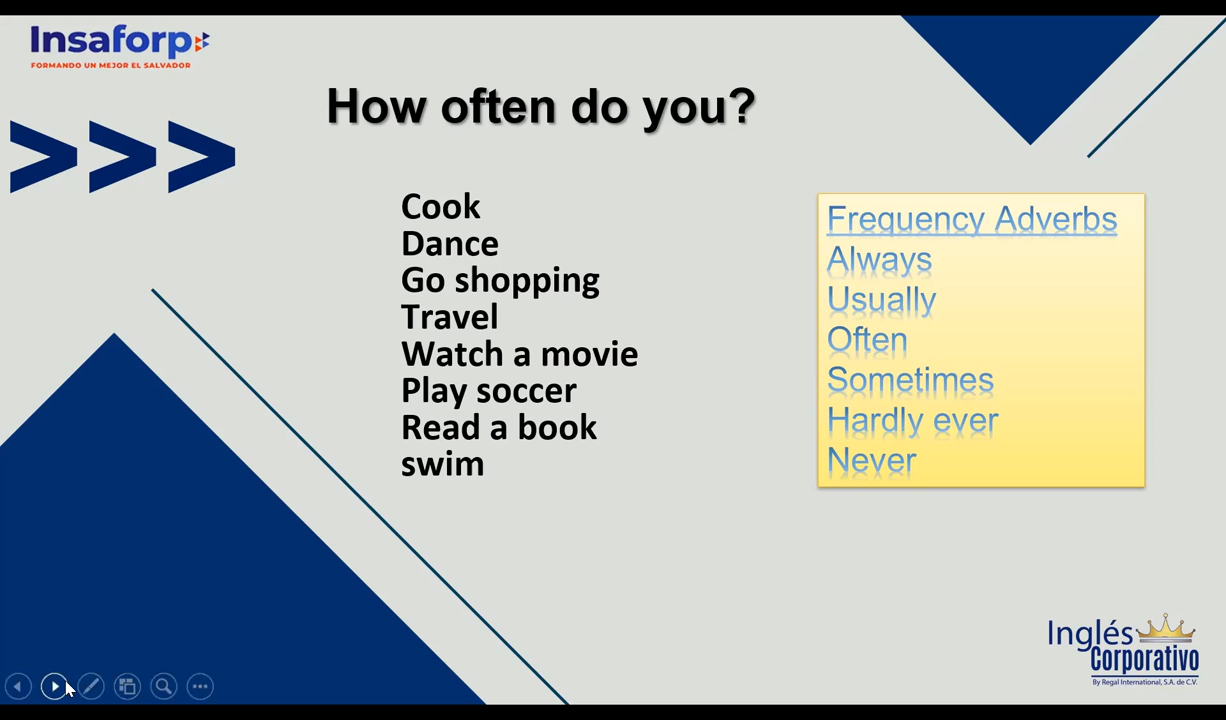 Insaforp
FORMANDO UN MEJOR EL SALVADOR
How often do you?
>>>
Cook
Dance
Go shopping
Travel
Watch a movie
Play soccer
Read a book
swim
Frequency Adverbs
Always
Usually
Often
Sometimes
Hardly ever
Never
Inglés
Corporativo
By Regal International, S.A. de C.V.